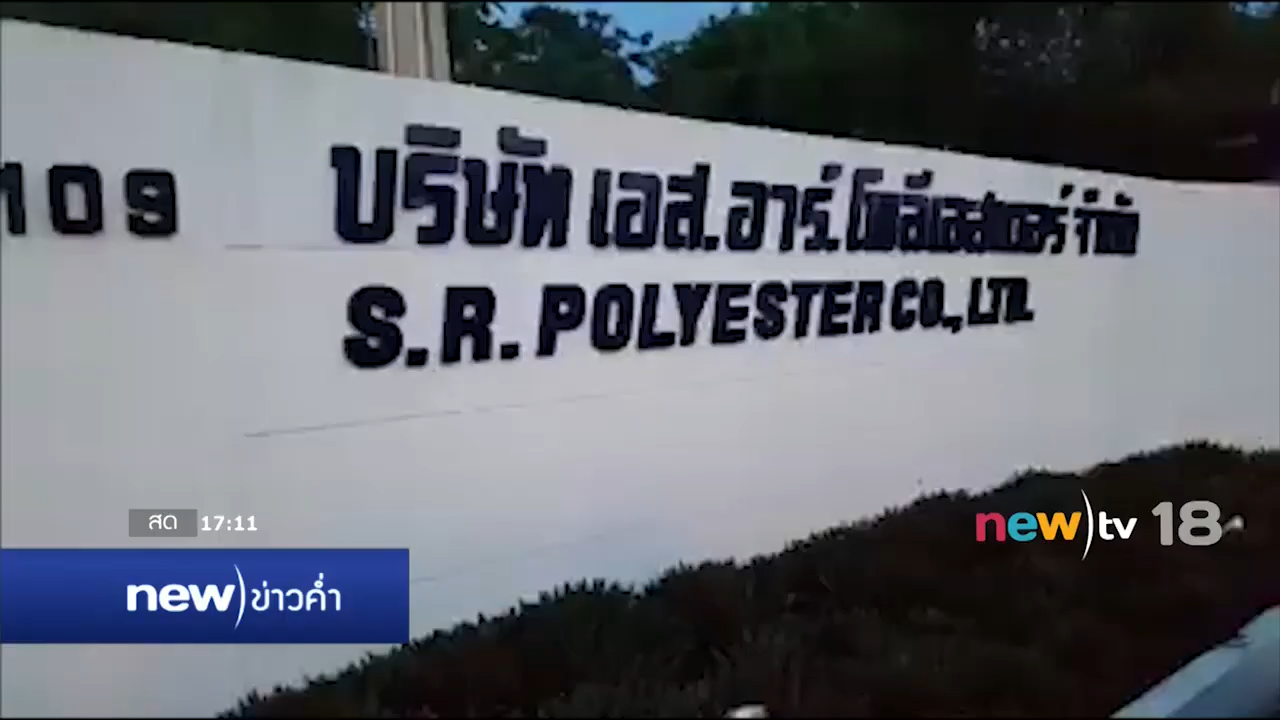 109
บริษัท เอส.อาร์.โพลีเอสเตอร์ จำกัด
S.R. POLYESTER CO., LTD.
สด 17:11
new)ข่าวค่ำ
new)tv 18